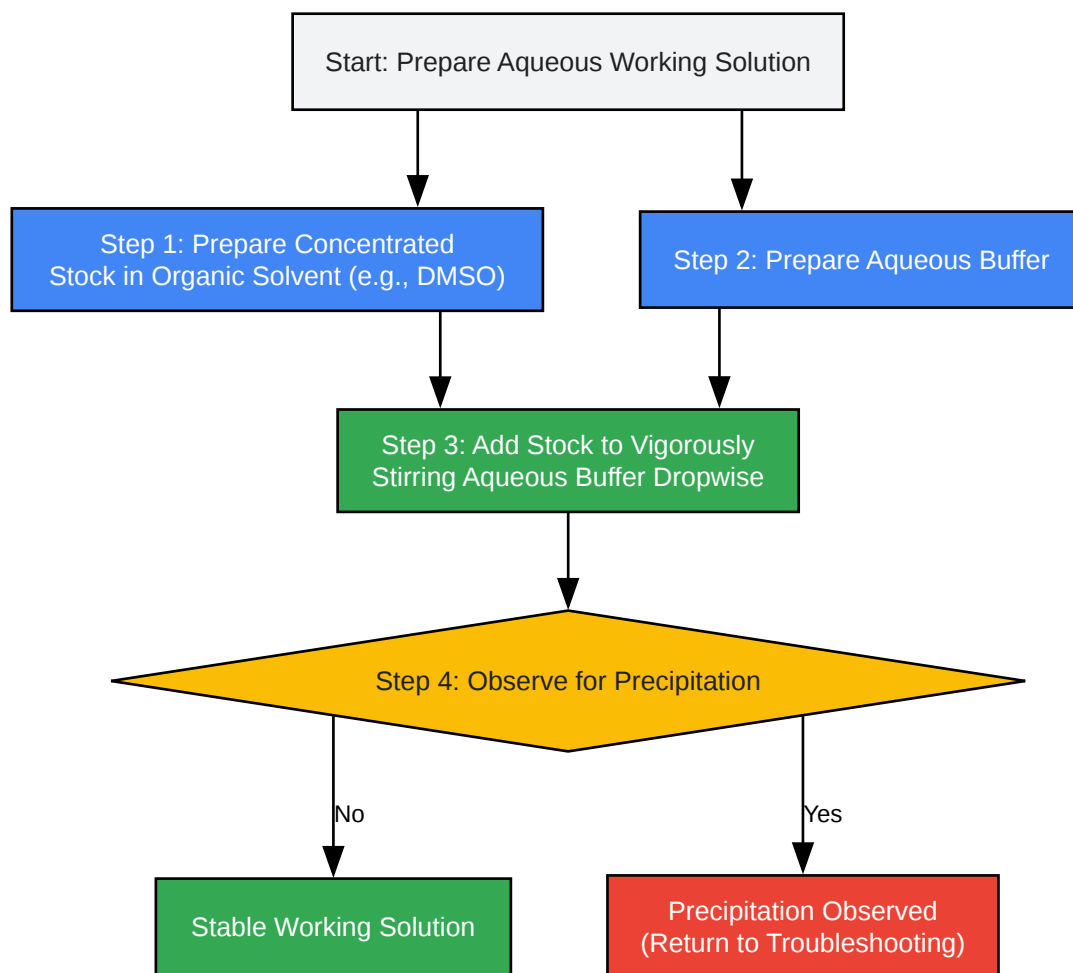 Start: Prepare Aqueous Working Solution
Step 1: Prepare Concentrated
Stock in Organic Solvent (e.g., DMSO)
Step 2: Prepare Aqueous Buffer
Step 3: Add Stock to Vigorously
Stirring Aqueous Buffer Dropwise
Step 4: Observe for Precipitation
No
Yes
Stable Working Solution
Precipitation Observed
(Return to Troubleshooting)